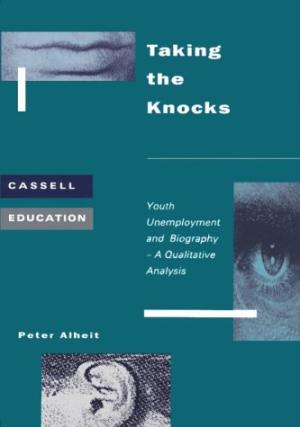 Taking
the
Knocks
CASSELL
EDUCATION
Youth
Unemployment
and Biography
– A Qualitative
Analysis
Peter Alheit